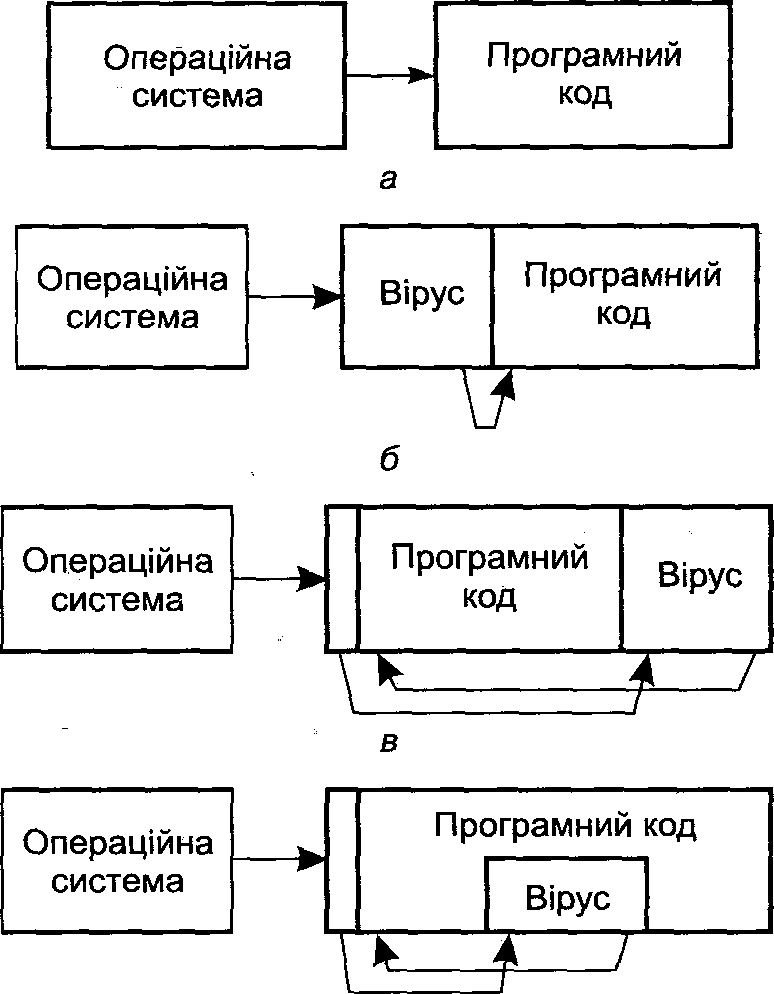 Операційна
система
Програмний
код
а
Операційна
система
Вірус
Програмний
код
б
Операційна
система
Програмний
код
Вірус
в
Операційна
система
Програмний код
Вірус